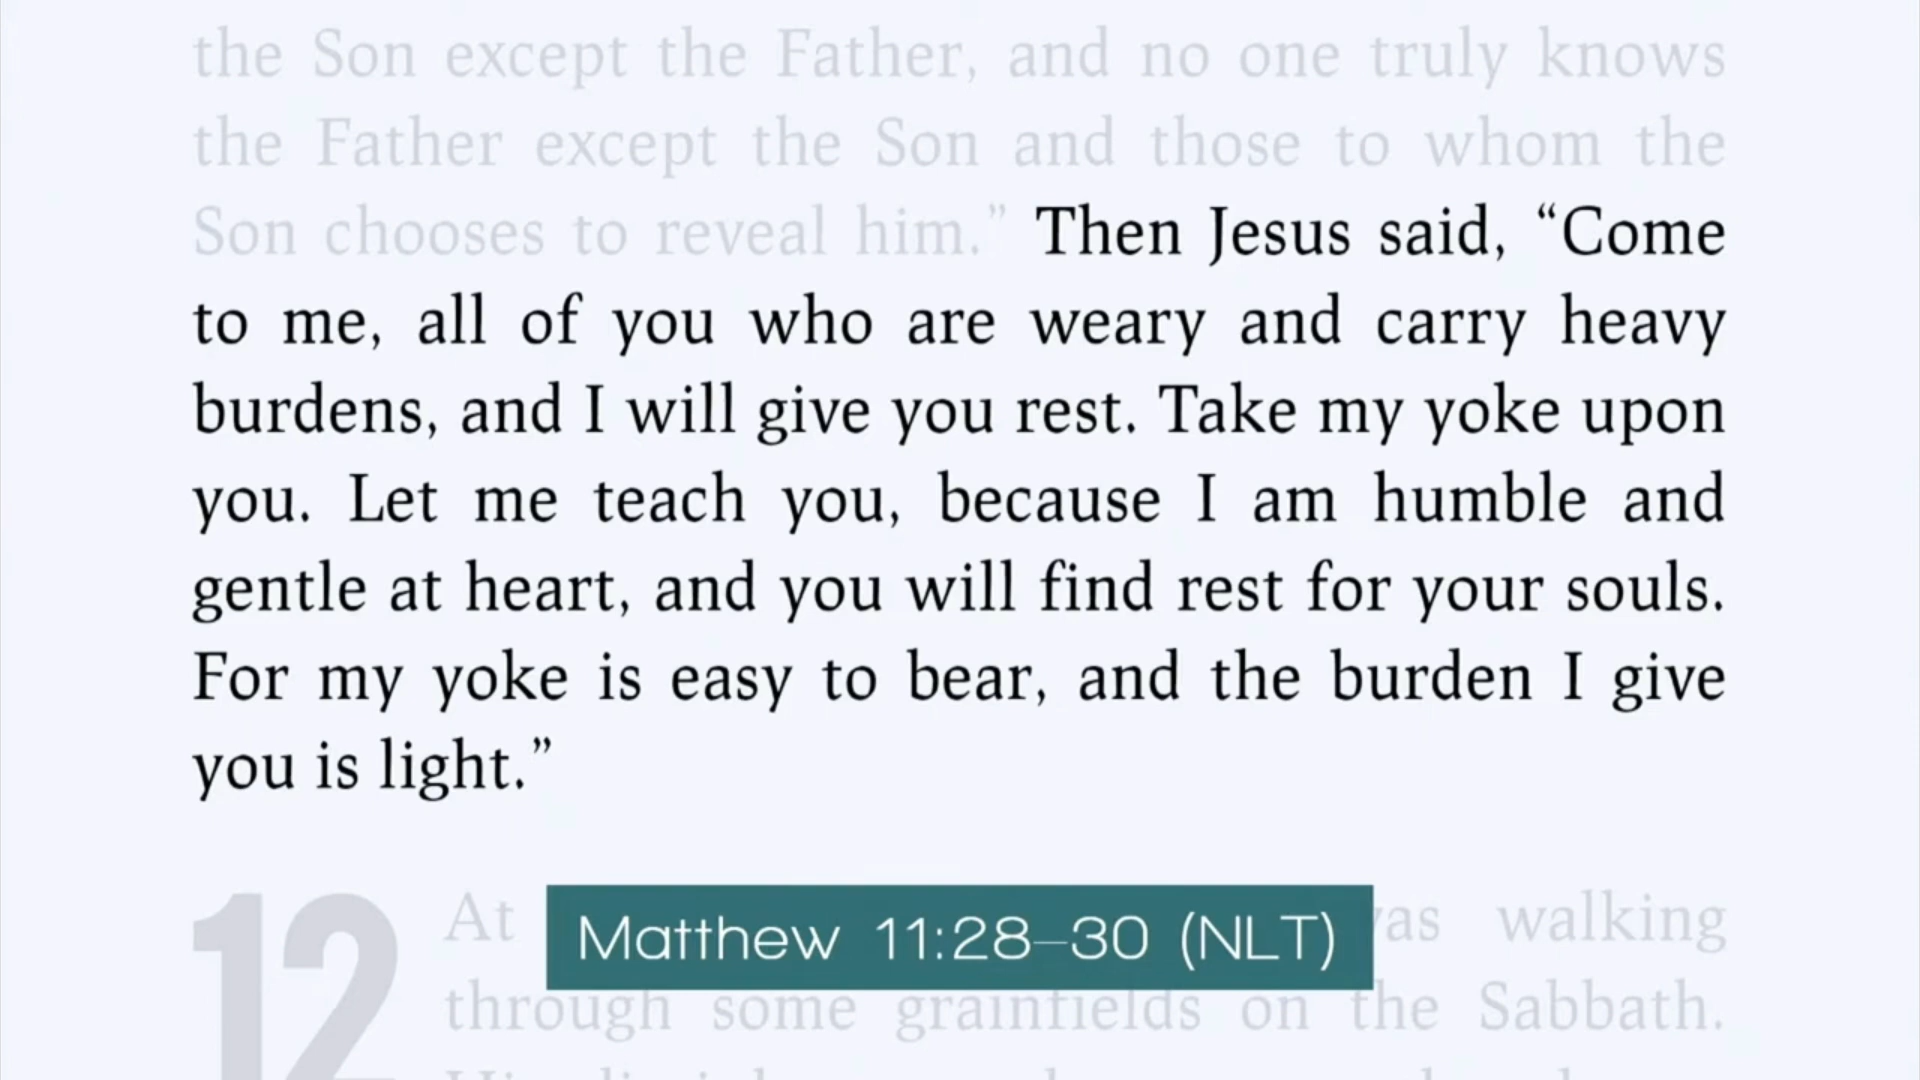 the Son except the Father, and no one truly knows
the Father except the Son and those to whom the
Son chooses to reveal him.” Then Jesus said, “Come
to me, all of you who are weary and carry heavy
burdens, and I will give you rest. Take my yoke upon
you. Let me teach you, because I am humble and
gentle at heart, and you will find rest for your souls.
For my yoke is easy to bear, and the burden I give
you is light.”
12 At walking
Matthew 11:28–30 (NLT)
through some grainfields on the Sabbath.